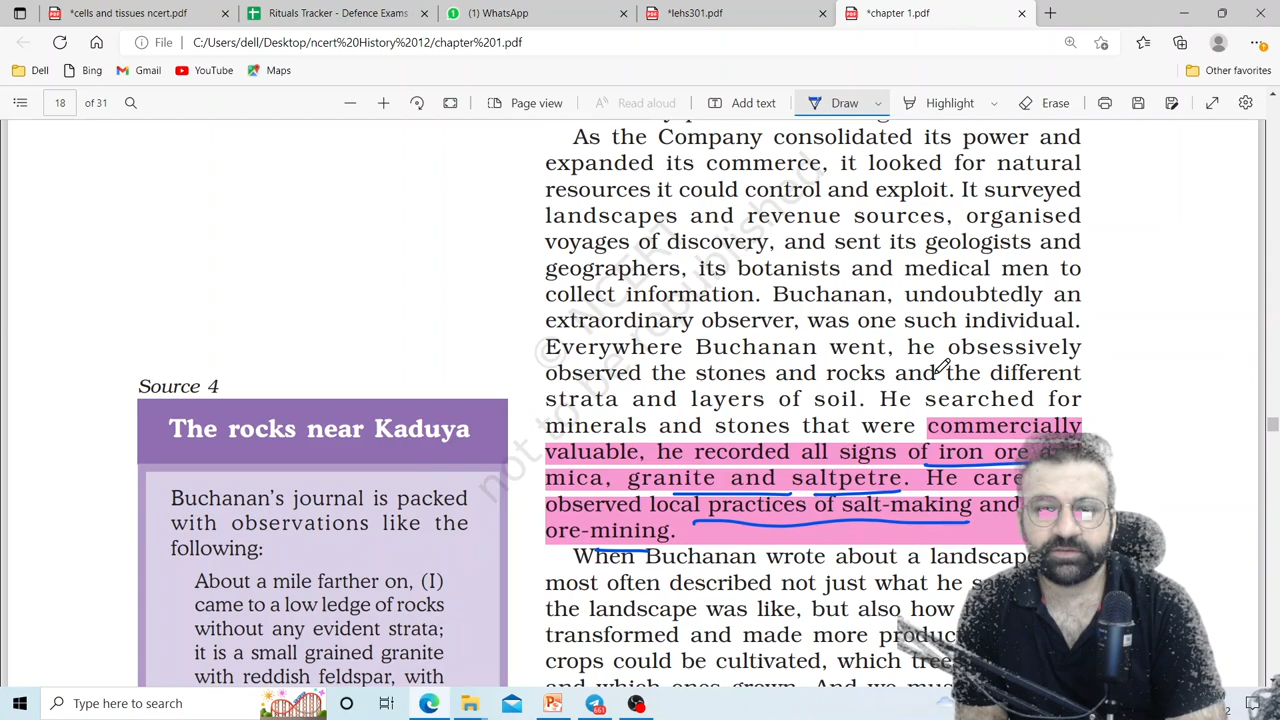 *cells and tissues ncert.pdf
Rituals Tracker - Defence Exams
(1) WhatsApp
*lehs301.pdf
*chapter 1.pdf
File
C:/Users/dell/Desktop/ncert%20History%2012/chapter%201.pdf
Dell
Bing
Gmail
YouTube
Maps
Other favorites
18 of 31
Page view
Read aloud
Add text
Draw
Highlight
Erase
As the Company consolidated its power and
expanded its commerce, it looked for natural
resources it could control and exploit. It surveyed
landscapes and revenue sources, organised
voyages of discovery, and sent its geologists and
geographers, its botanists and medical men to
collect information. Buchanan, undoubtedly an
extraordinary observer, was one such individual.
Everywhere Buchanan went, he obsessively
observed the stones and rocks and the different
strata and layers of soil. He searched for
minerals and stones that were commercially
valuable, he recorded all signs of iron ore
mica, granite and saltpetre. He
observed local practices of salt-making and
ore-mining.
When Buchanan wrote about a landscape
most often described not just what he
the landscape was like, but also how
transformed and made more
crops could be cultivated, which
and which ones grown. And we
© NCERT
not to be republished
Source 4
The rocks near Kaduya
Buchanan's journal is packed
with observations like the
following:
About a mile farther on, (I)
came to a low ledge of rocks
without any evident strata;
it is a small grained granite
with reddish feldspar, with
Type here to search